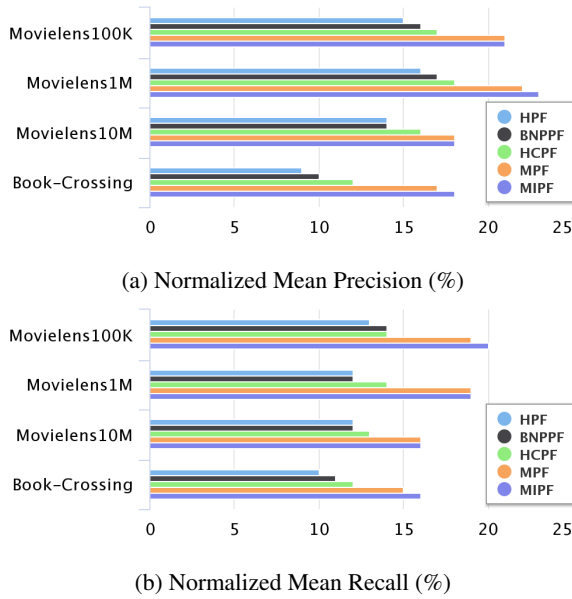 Movielens100K
Movielens1M
Movielens10M
Book-Crossing
HPF
BNPPF
HCPF
MPF
MIPF
0 5 10 15 20 25
(a) Normalized Mean Precision (%)
Movielens100K
Movielens1M
Movielens10M
Book-Crossing
HPF
BNPPF
HCPF
MPF
MIPF
0 5 10 15 20 25
(b) Normalized Mean Recall (%)